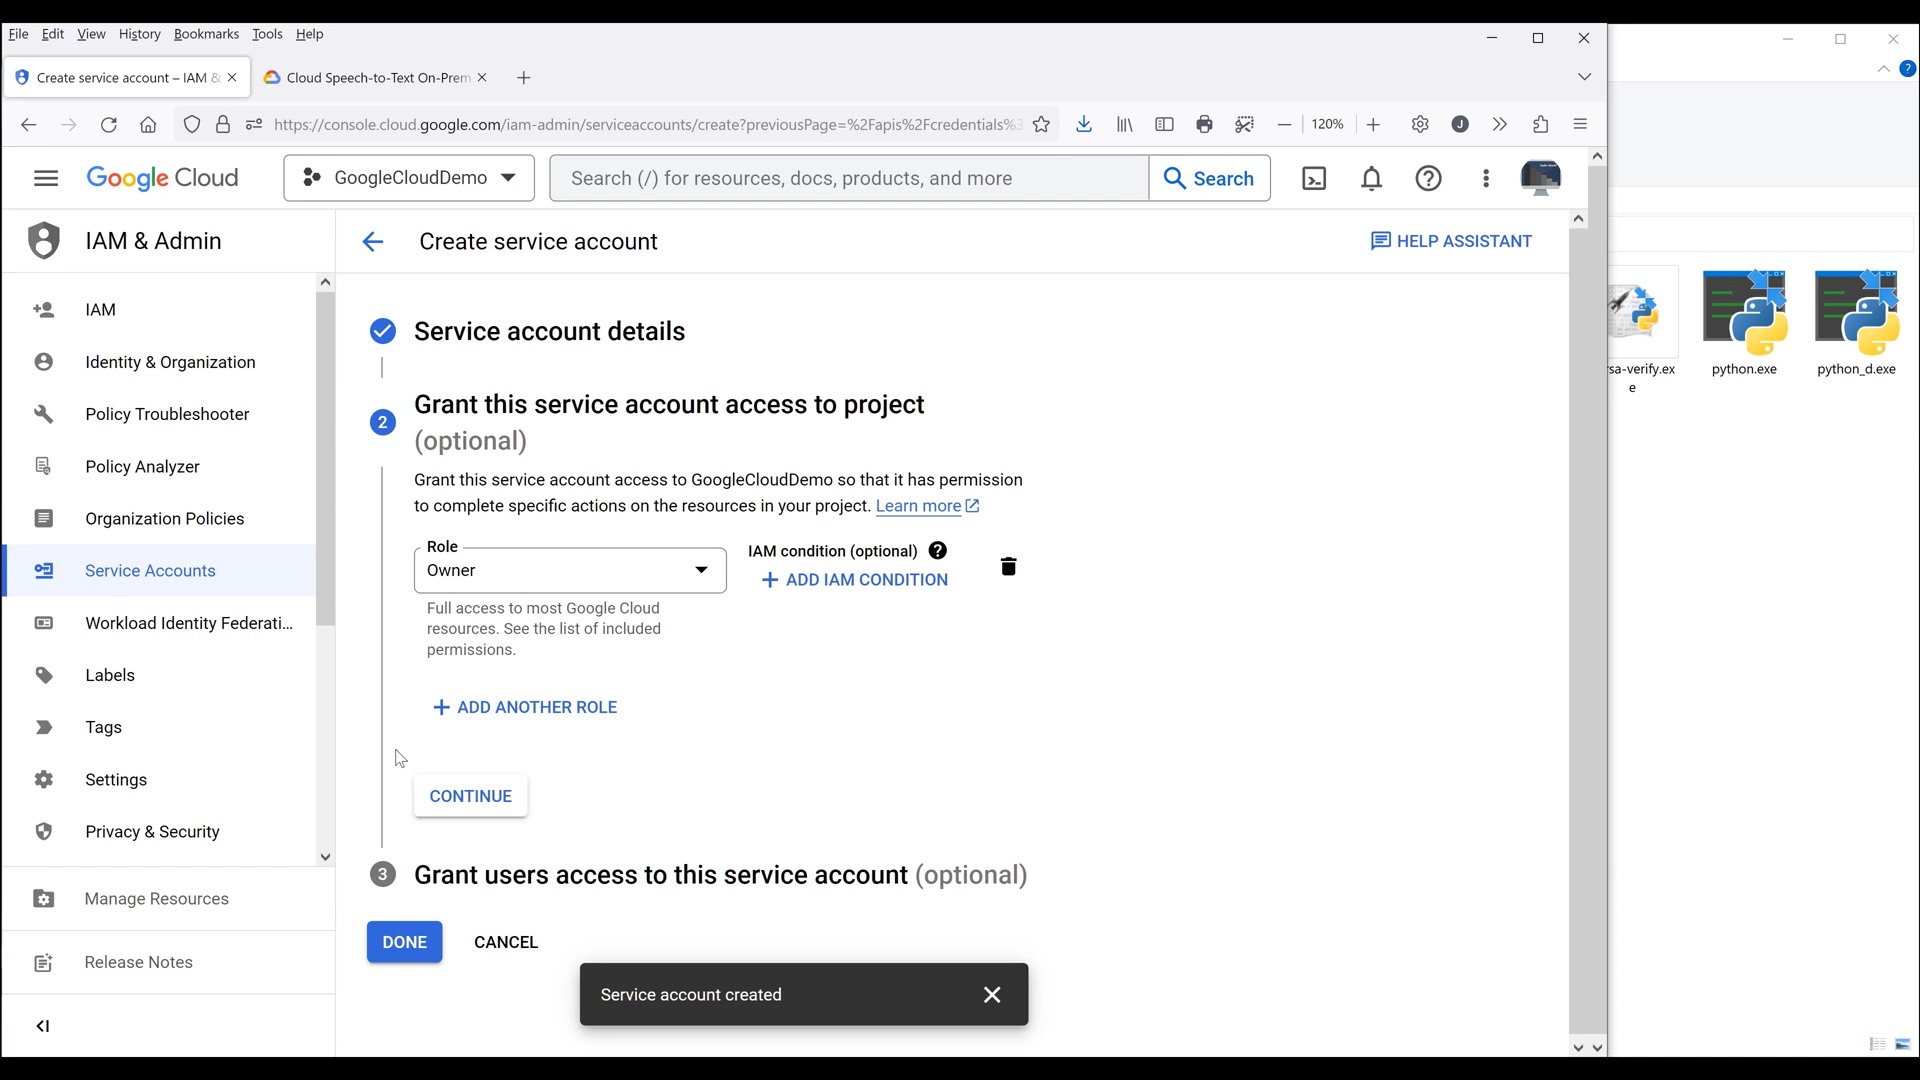 File Edit View History Bookmarks Tools Help
Create service account – IAM &
Cloud Speech-to-Text On-Prem
https://console.cloud.google.com/iam-admin/serviceaccounts/create?previousPage=%2Fapis%2Fcredentials%3
120%
J
?
Google Cloud
GoogleCloudDemo
Search (/) for resources, docs, products, and more
Search
IAM & Admin
Create service account
HELP ASSISTANT
IAM
Identity & Organization
Policy Troubleshooter
Policy Analyzer
Organization Policies
Service Accounts
Workload Identity Federati...
Labels
Tags
Settings
Privacy & Security
Manage Resources
Release Notes
Service account details
2
Grant this service account access to project
(optional)
Grant this service account access to GoogleCloudDemo so that it has permission
to complete specific actions on the resources in your project. Learn more
Role
Owner
IAM condition (optional)
ADD IAM CONDITION
Full access to most Google Cloud
resources. See the list of included
permissions.
ADD ANOTHER ROLE
CONTINUE
3
Grant users access to this service account (optional)
DONE
CANCEL
Service account created
rsa-verify.ex
e
python.exe
python_d.exe